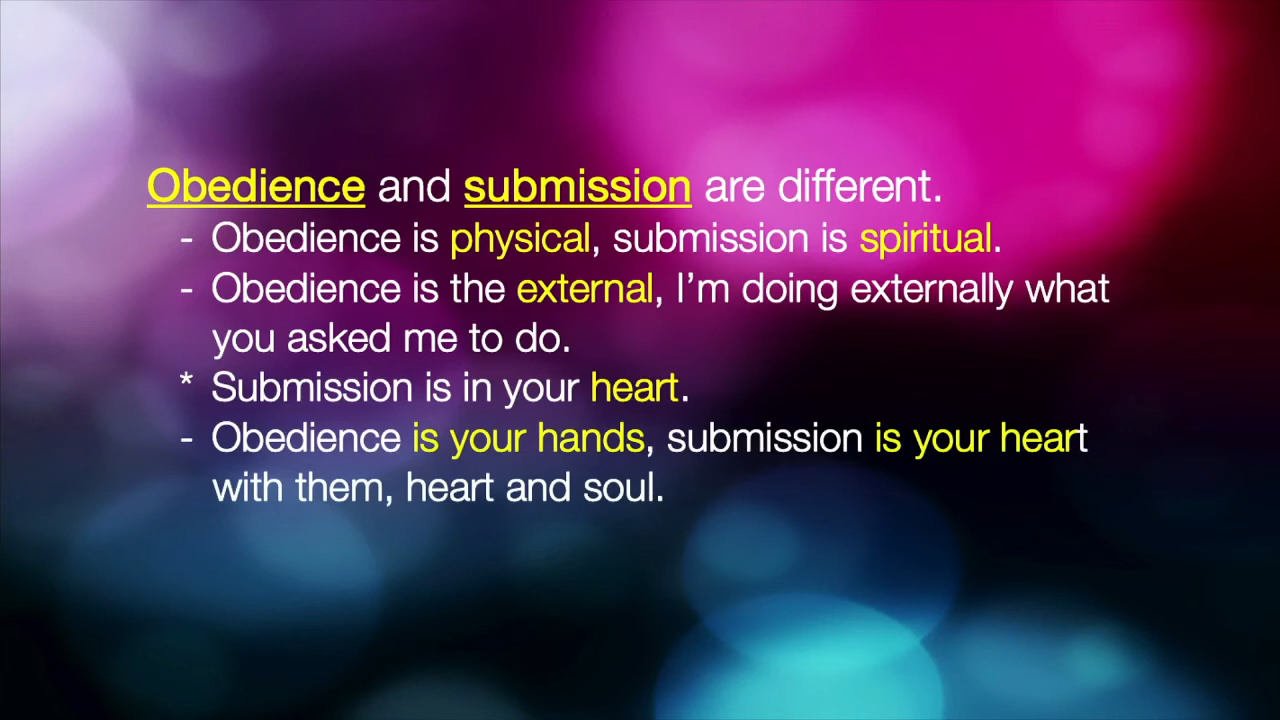 Obedience and submission are different.
- Obedience is physical, submission is spiritual.
- Obedience is the external, I’m doing externally what
you asked me to do.
* Submission is in your heart.
- Obedience is your hands, submission is your heart
with them, heart and soul.